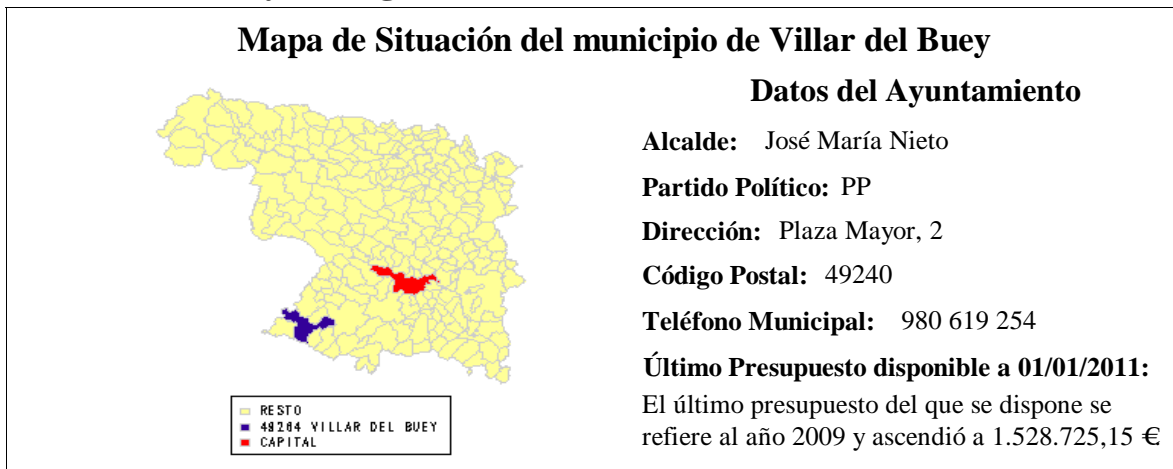 Mapa de Situación del municipio de Villar del Buey
Datos del Ayuntamiento
Alcalde: José María Nieto
Partido Político: PP
Dirección: Plaza Mayor, 2
Código Postal: 49240
Teléfono Municipal: 980 619 254
Último Presupuesto disponible a 01/01/2011:
El último presupuesto del que se dispone se
refiere al año 2009 y ascendió a 1.528.725,15 €
RESTO
49264 VILLAR DEL BUEY
CAPITAL